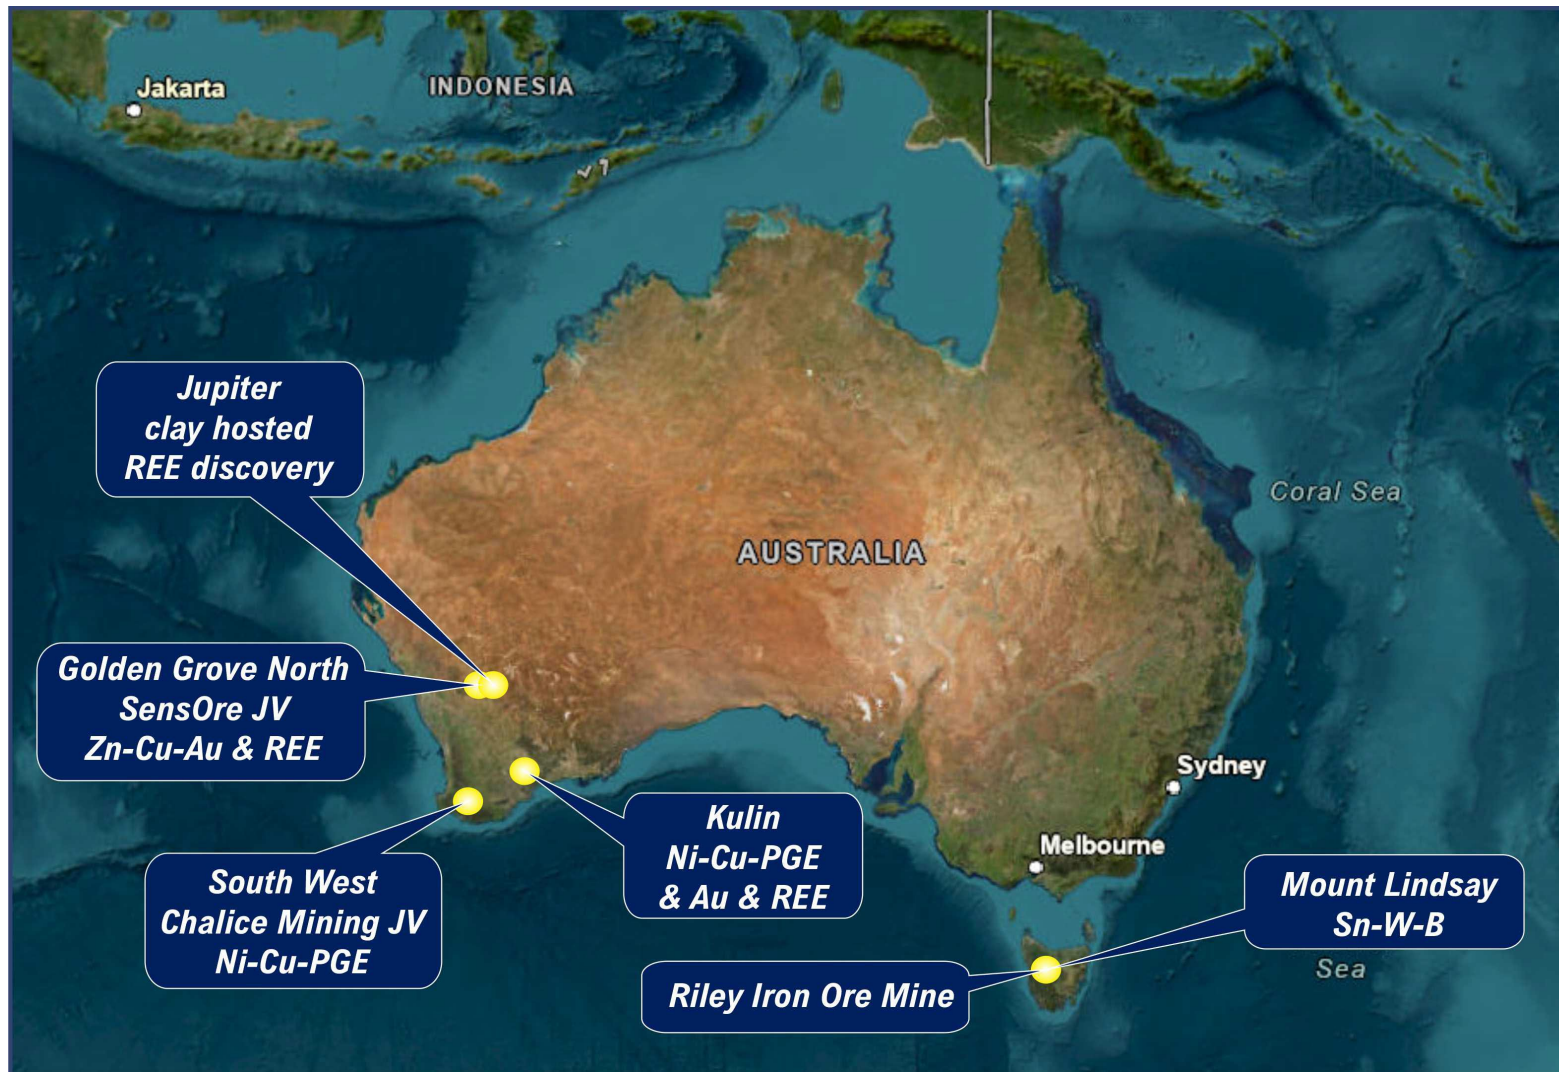 Jakarta
INDONESIA
Jupiter
clay hosted
REE discovery
Coral Sea
AUSTRALIA
Golden Grove North
SensOre JV
Zn-Cu-Au & REE
Sydney
Kulin
Ni-Cu-PGE
& Au & REE
Melbourne
South West
Chalice Mining JV
Ni-Cu-PGE
Mount Lindsay
Sn-W-B
Sea
Riley Iron Ore Mine